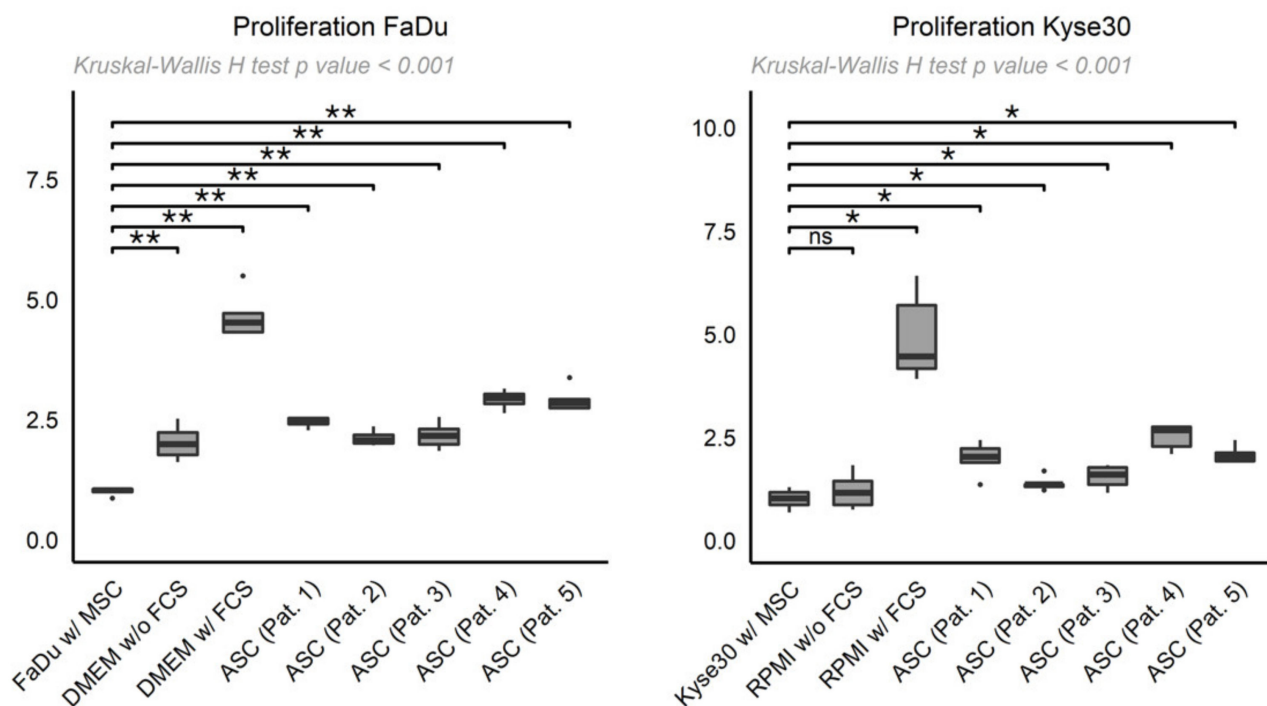 Proliferation FaDu
Kruskal-Wallis H test p value < 0.001
**
**
**
**
**
**
**
7.5
5.0
2.5
0.0
FaDu w/ MSC
DMEM w/o FCS
DMEM w/ FCS
ASC (Pat. 1)
ASC (Pat. 2)
ASC (Pat. 3)
ASC (Pat. 4)
ASC (Pat. 5)
Proliferation Kyse30
Kruskal-Wallis H test p value < 0.001
*
*
*
*
*
*
ns
10.0
7.5
5.0
2.5
0.0
Kyse30 w/ MSC
RPMI w/o FCS
RPMI w/ FCS
ASC (Pat. 1)
ASC (Pat. 2)
ASC (Pat. 3)
ASC (Pat. 4)
ASC (Pat. 5)